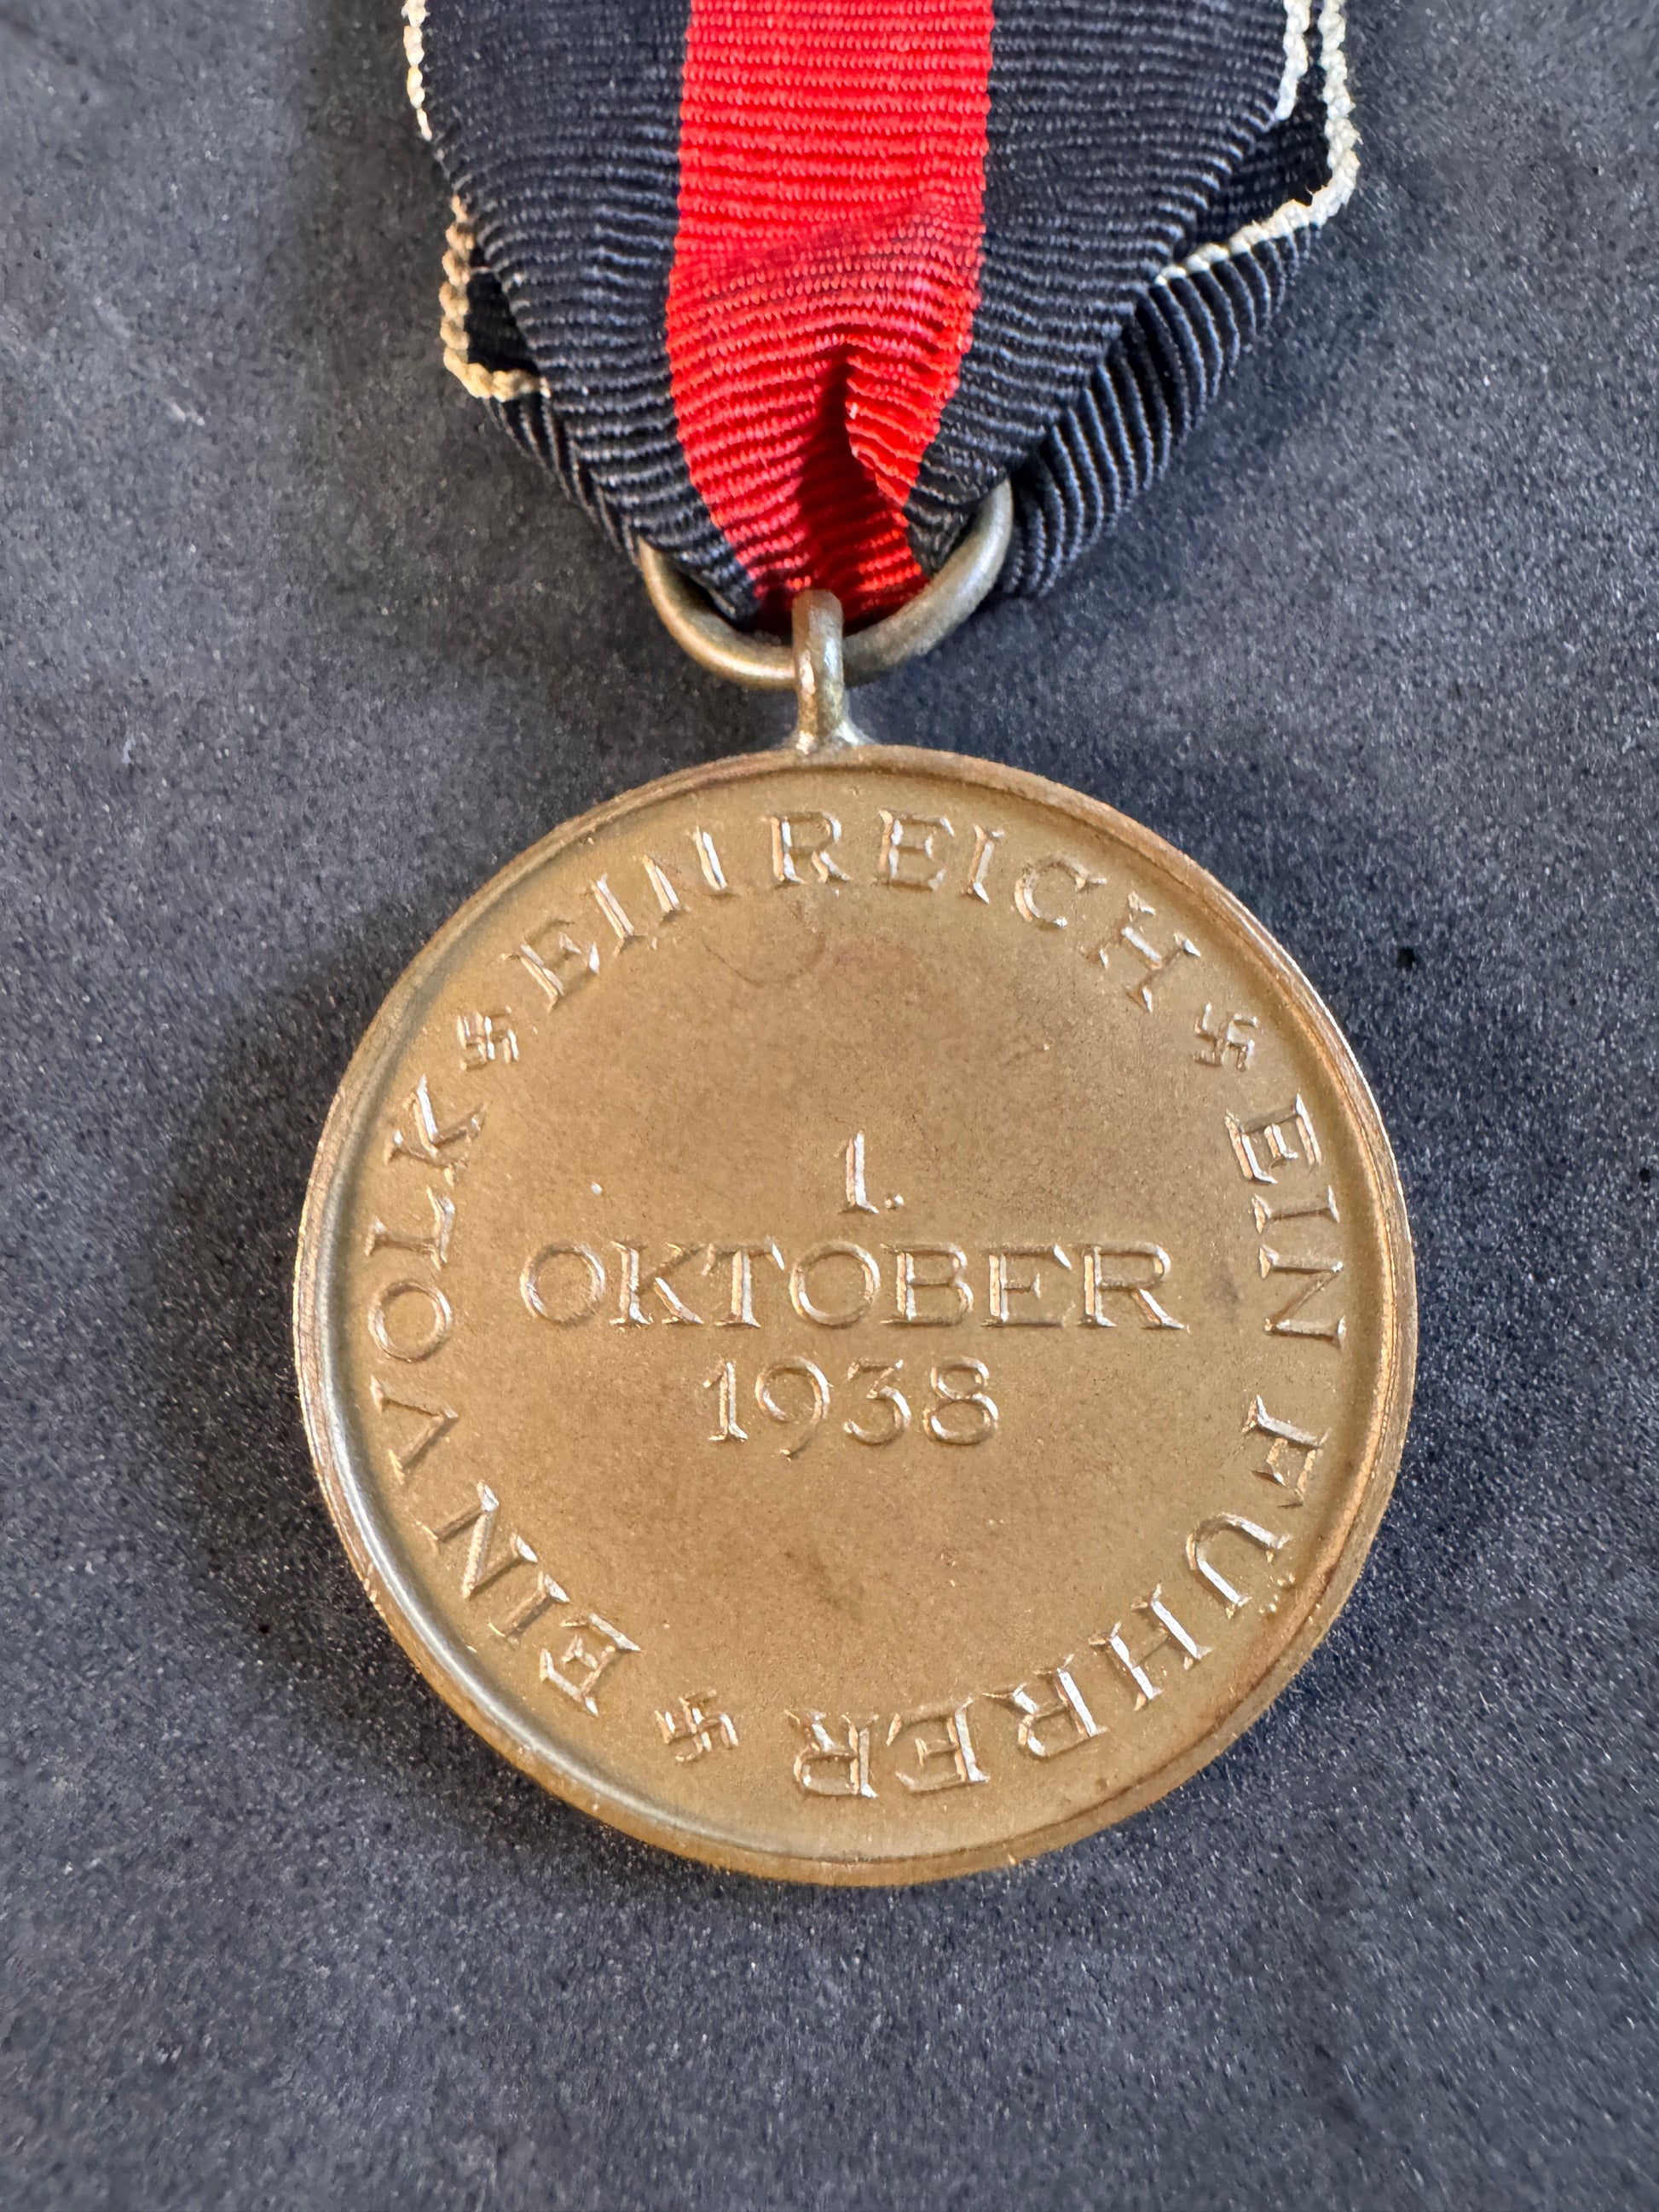 EIN VOLK
EIN REICH
EIN FÜHRER
1.
OKTOBER
1938